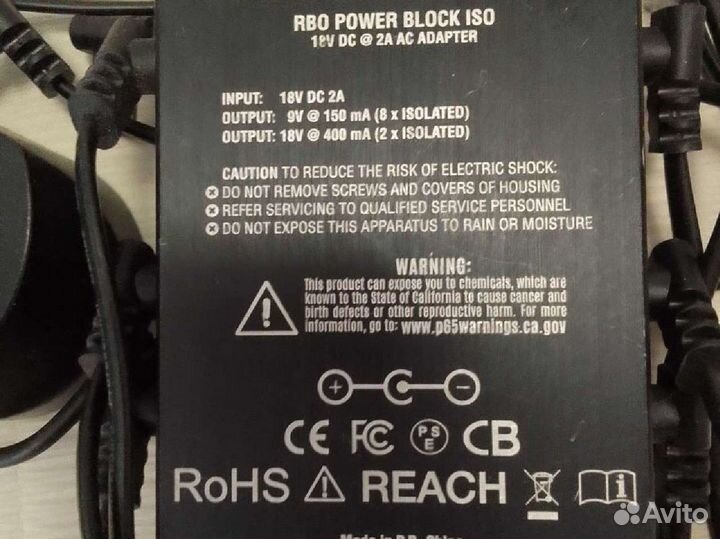 RBO POWER BLOCK ISO
18V DC @ 2A AC ADAPTER
INPUT: 18V DC 2A
OUTPUT: 9V @ 150 mA (8 x ISOLATED)
OUTPUT: 18V @ 400 mA (2 x ISOLATED)
CAUTION TO REDUCE THE RISK OF ELECTRIC SHOCK:
DO NOT REMOVE SCREWS AND COVERS OF HOUSING
REFER SERVICING TO QUALIFIED SERVICE PERSONNEL
DO NOT EXPOSE THIS APPARATUS TO RAIN OR MOISTURE
WARNING:
This product can expose you to chemicals, which are
known to the State of California to cause cancer and
birth defects or other reproductive harm. For more
information, go to: www.p65warnings.ca.gov
CE FC PSE CB
RoHS REACH
Made in P.R. China
Avito